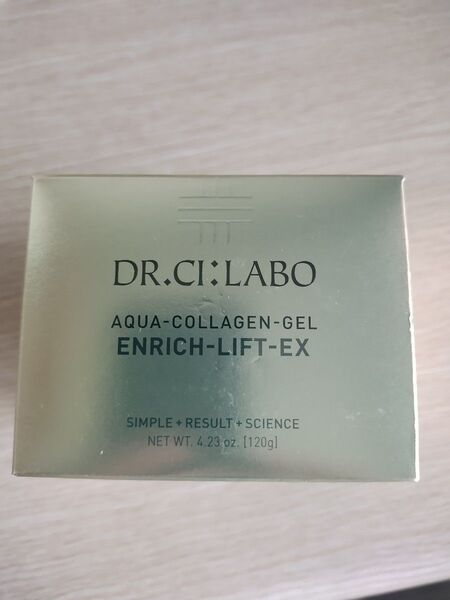 DR.CI:LABO
AQUA-COLLAGEN-GEL
ENRICH-LIFT-EX
SIMPLE + RESULT + SCIENCE
NET WT. 4.23 oz. [120g]